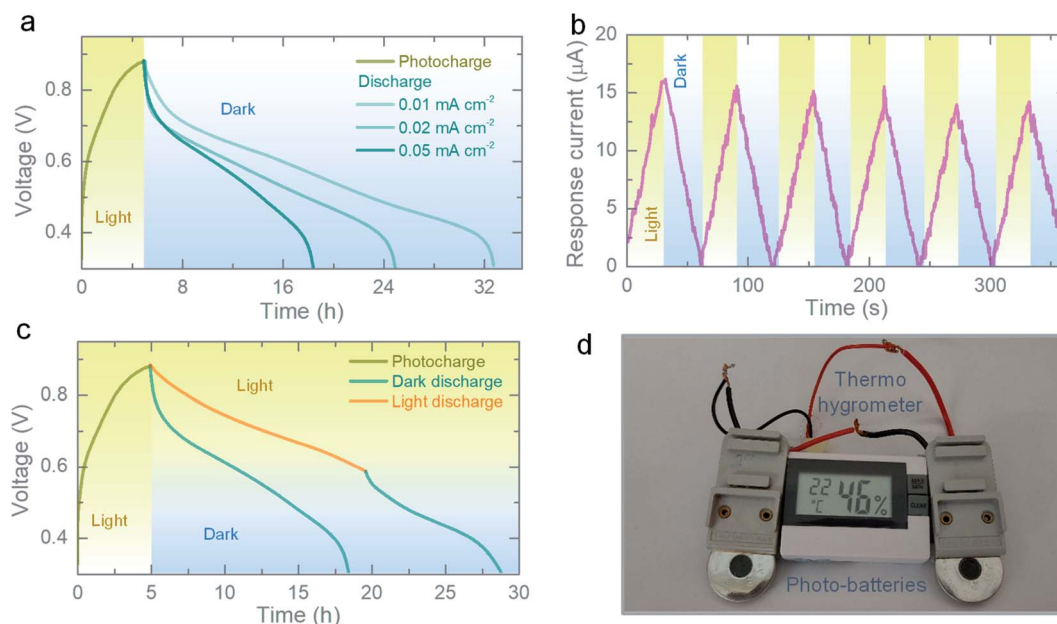 a
Voltage (V)
0.8
0.6
0.4
Light
Dark
Photocharge
Discharge
0.01 mA cm-2
0.02 mA cm-2
0.05 mA cm-2
8
16
24
32
Time (h)
b
Response current (μA)
20
15
10
5
0
Light
Dark
0
100
200
300
Time (s)
c
Voltage (V)
0.8
0.6
0.4
Light
Light
Dark
Photocharge
Dark discharge
Light discharge
0
5
10
15
20
25
30
Time (h)
d
Thermo
hygrometer
22
°C
46%
CLEAR
Photo-batteries